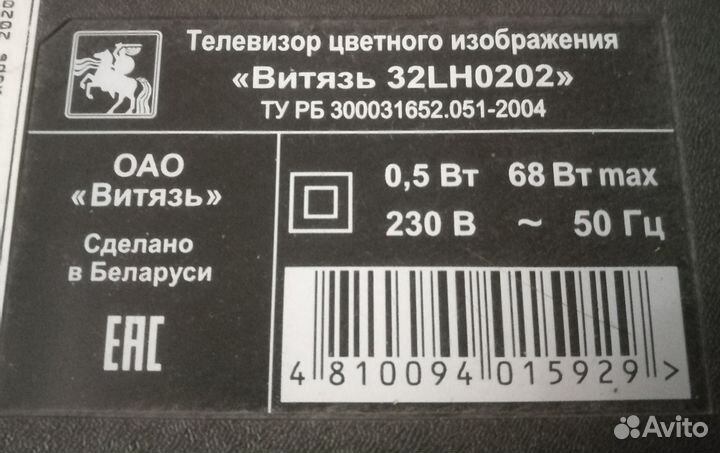 Телевизор цветного изображения
«Витязь 32LH0202»
ТУ РБ 300031652.051-2004
ОАО
«Витязь»
Сделано
в Беларуси
EAC
0,5 Вт 68 Вт max
230 В ~ 50 Гц
4 810094 015929 >
2020
Avito